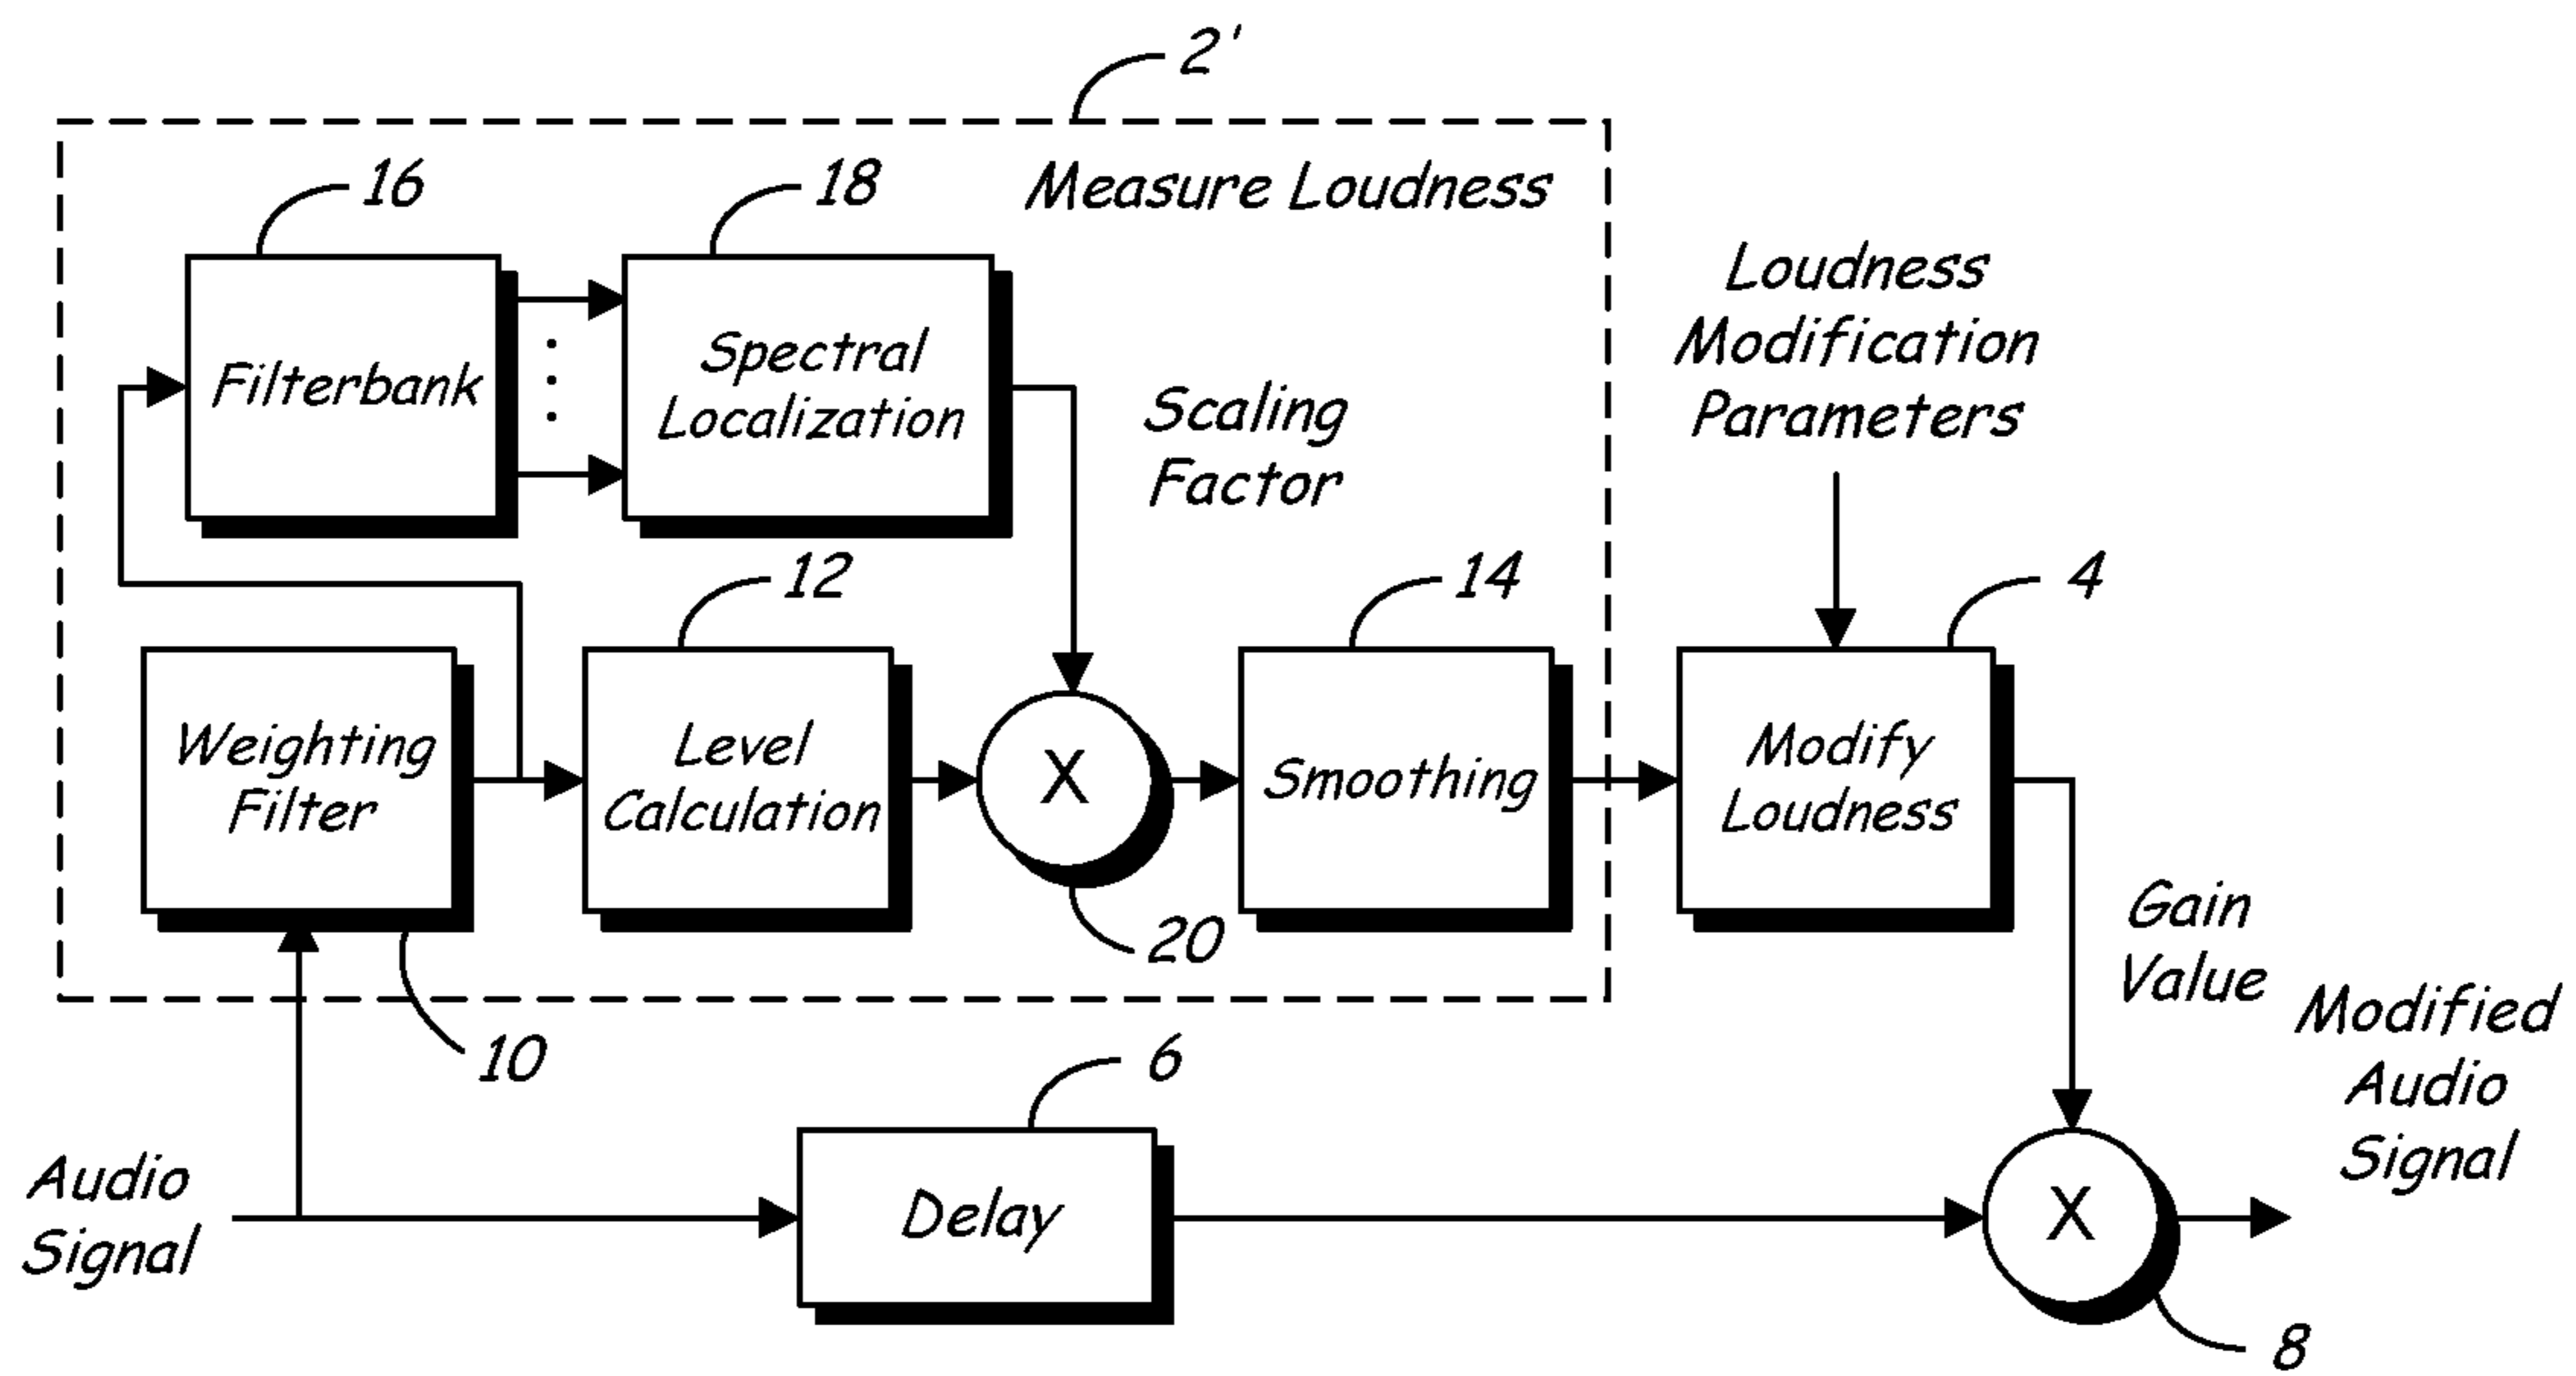 2'
16
18
Measure Loudness
Filterbank
Spectral
Localization
Scaling
Factor
Loudness
Modification
Parameters
12
14
4
Weighting
Filter
Level
Calculation
X
20
Smoothing
Modify
Loudness
Gain
Value
10
6
Audio
Signal
Delay
X
Modified
Audio
Signal
8